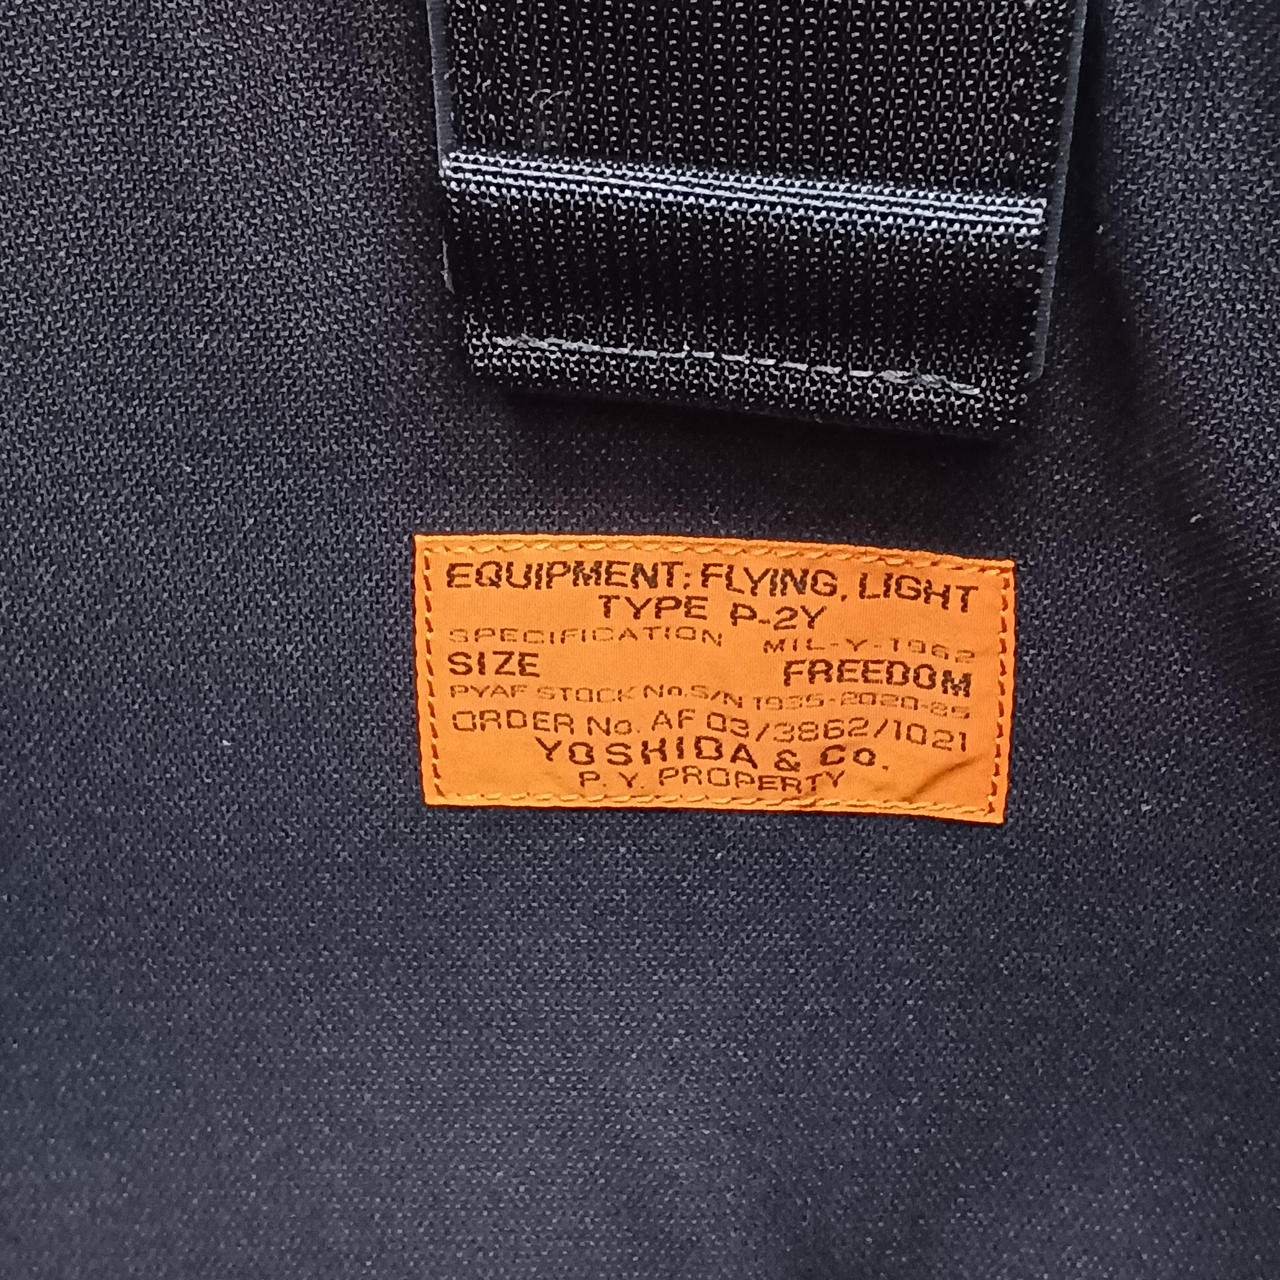 EQUIPMENT: FLYING, LIGHT
TYPE P-2Y
SPECIFICATION MIL-Y-1962
SIZE FREEDOM
PYAF STOCK No. S/N 1935-2020-85
ORDER No. AF 03/3862/1021
YOSHIDA & Co.
P. Y. PROPERTY